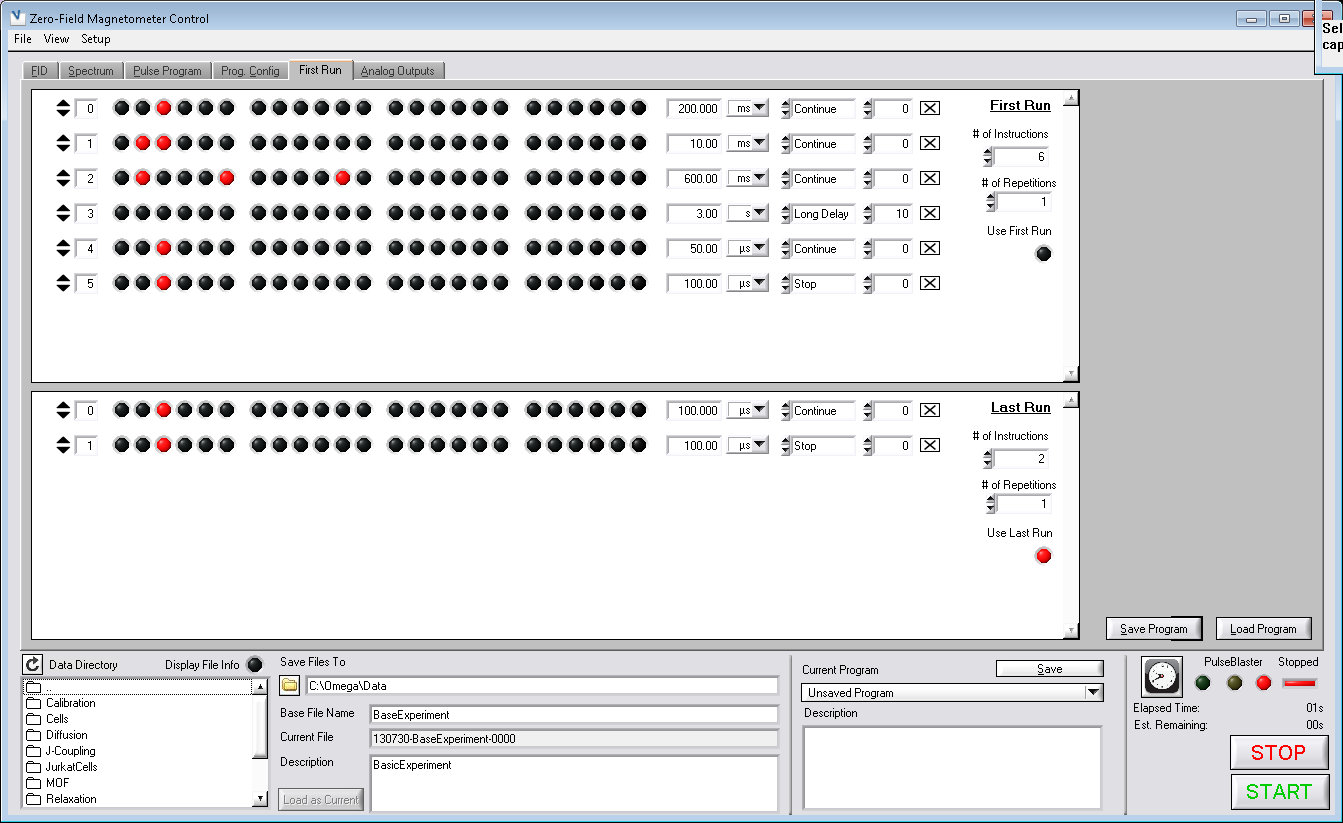 Zero-Field Magnetometer Control
Sel
cap
File View Setup
FID Spectrum Pulse Program Prog. Config First Run Analog Outputs
0 200.000 ms Continue 0
1 10.00 ms Continue 0
2 600.00 ms Continue 0
3 3.00 s Long Delay 10
4 50.00 µs Continue 0
5 100.00 µs Stop 0
First Run
# of Instructions
6
# of Repetitions
1
Use First Run
0 100.000 µs Continue 0
1 100.00 µs Stop 0
Last Run
# of Instructions
2
# of Repetitions
1
Use Last Run
Save Program Load Program
Data Directory Display File Info
..
Calibration
Cells
Diffusion
J-Coupling
JurkatCells
MOF
Relaxation
Save Files To
C:\Omega\Data
Base File Name BaseExperiment
Current File 130730-BaseExperiment-0000
Description BasicExperiment
Load as Current
Current Program Save
Unsaved Program
Description
PulseBlaster Stopped
Elapsed Time: 01s
Est. Remaining: 00s
STOP
START